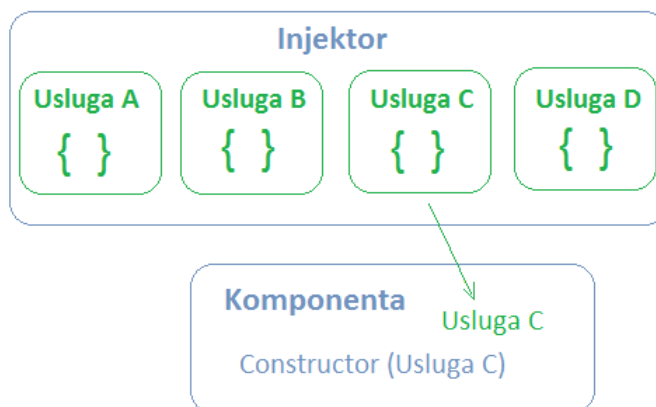 Injektor
Usluga A Usluga B Usluga C Usluga D
{ } { } { } { }
Komponenta
Usluga C
Constructor (Usluga C)